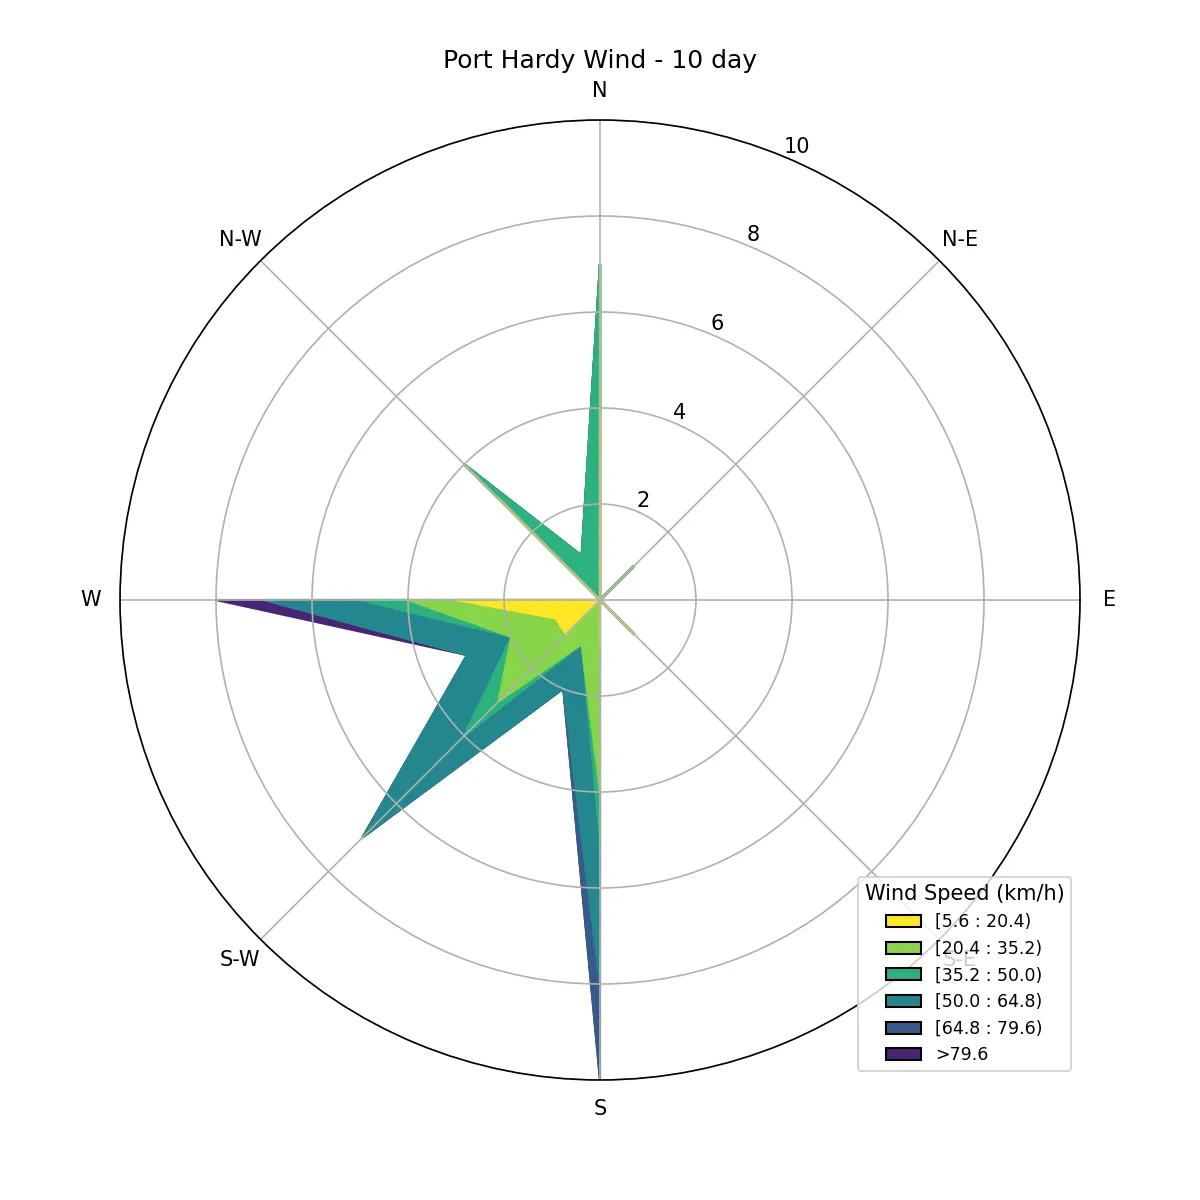 Port Hardy Wind - 10 day
N
10
N-W
N-E
8
6
4
2
W
E
Wind Speed (km/h)
[5.6 : 20.4)
[20.4 : 35.2)
[35.2 : 50.0)
[50.0 : 64.8)
[64.8 : 79.6)
>79.6
S-W
S-E
S